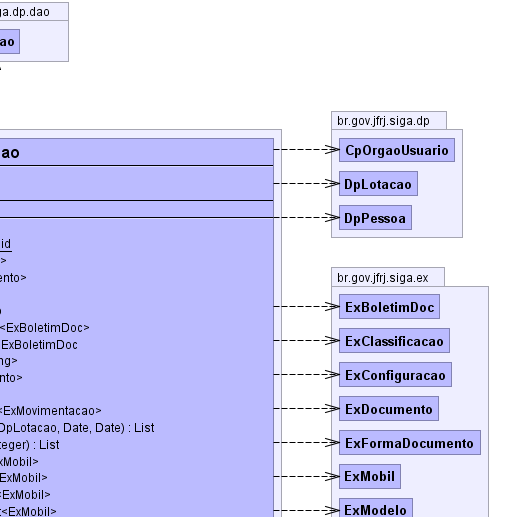 ga.dp.dao
ao
br.gov.jfrj.siga.dp
CpOrgaoUsuario
DpLotacao
DpPessoa
ao
id
>
ento>
<ExBoletimDoc>
ExBoletimDoc
ng>
nto>
<ExMovimentacao>
DpLotacao, Date, Date) : List
teger) : List
xMobil>
ExMobil>
<ExMobil>
t<ExMobil>
br.gov.jfrj.siga.ex
ExBoletimDoc
ExClassificacao
ExConfiguracao
ExDocumento
ExFormaDocumento
ExMobil
ExModelo